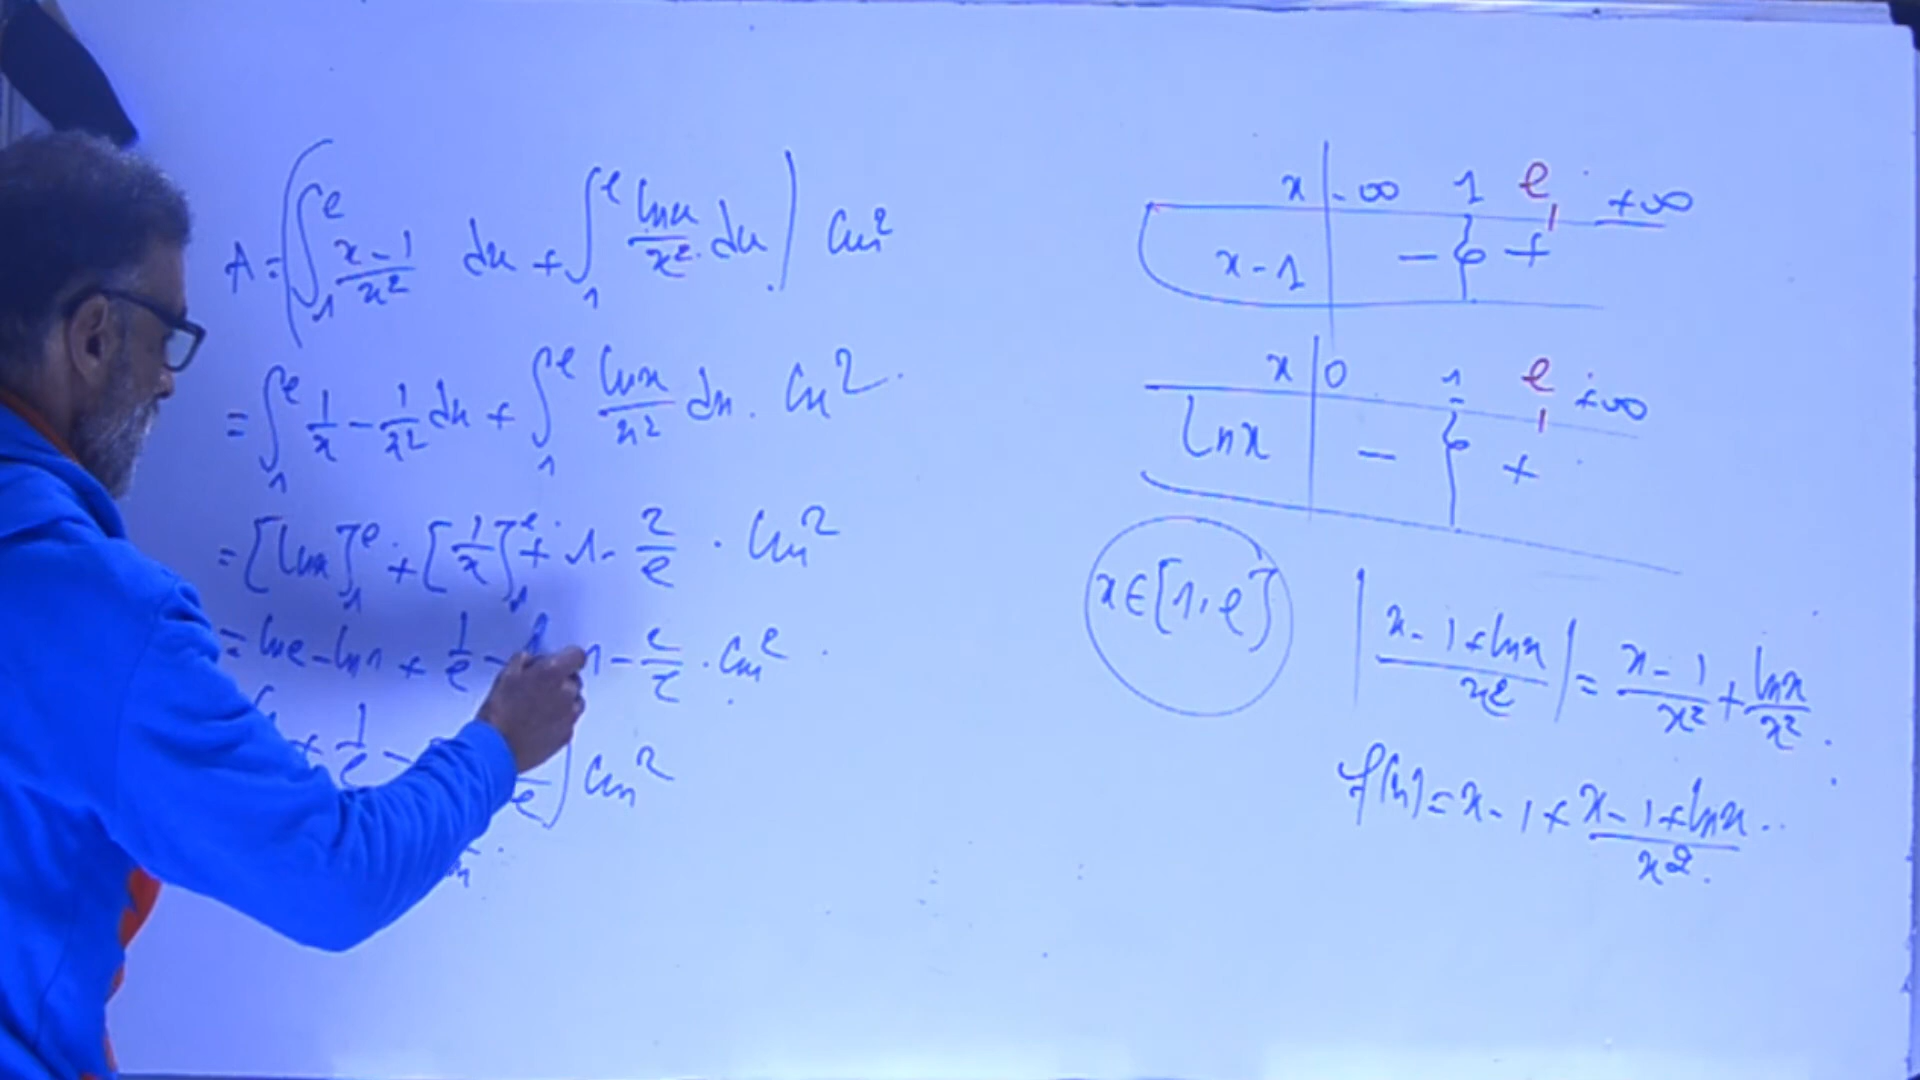 A = ( ∫₁^e (x-1)/x² dx + ∫₁^e lnx/x² dx ) cm²
= ∫₁^e 1/x - 1/x² dx + ∫₁^e lnx/x² dx . cm²
= [lnx]₁^e + [1/x]₁^e + 1 - 2/e . cm²
= lne - ln1 + 1/e - 1 - 2/e . cm²
+ 1/e - e ) cm²
x -∞ 1 e +∞
x-1 - 0 +
x 0 1 e +∞
lnx - 0 +
x ∈ [1, e]
| (x-1+lnx)/x² | = (x-1)/x² + lnx/x² .
f(x) = x-1 + (x-1+lnx)/x² .